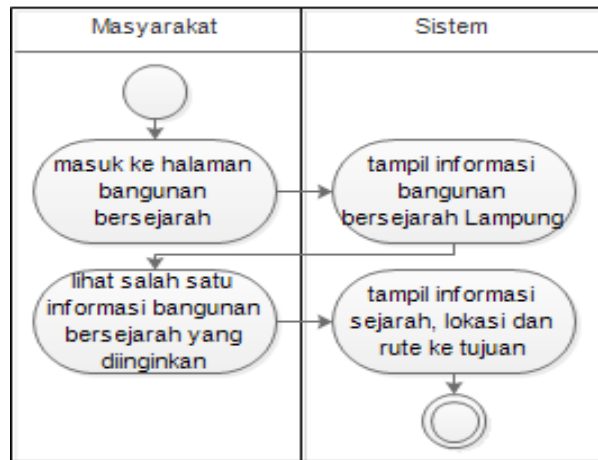 Masyarakat
Sistem
masuk ke halaman
bangunan
bersejarah
tampil informasi
bangunan
bersejarah Lampung
lihat salah satu
informasi bangunan
bersejarah yang
diinginkan
tampil informasi
sejarah, lokasi dan
rute ke tujuan